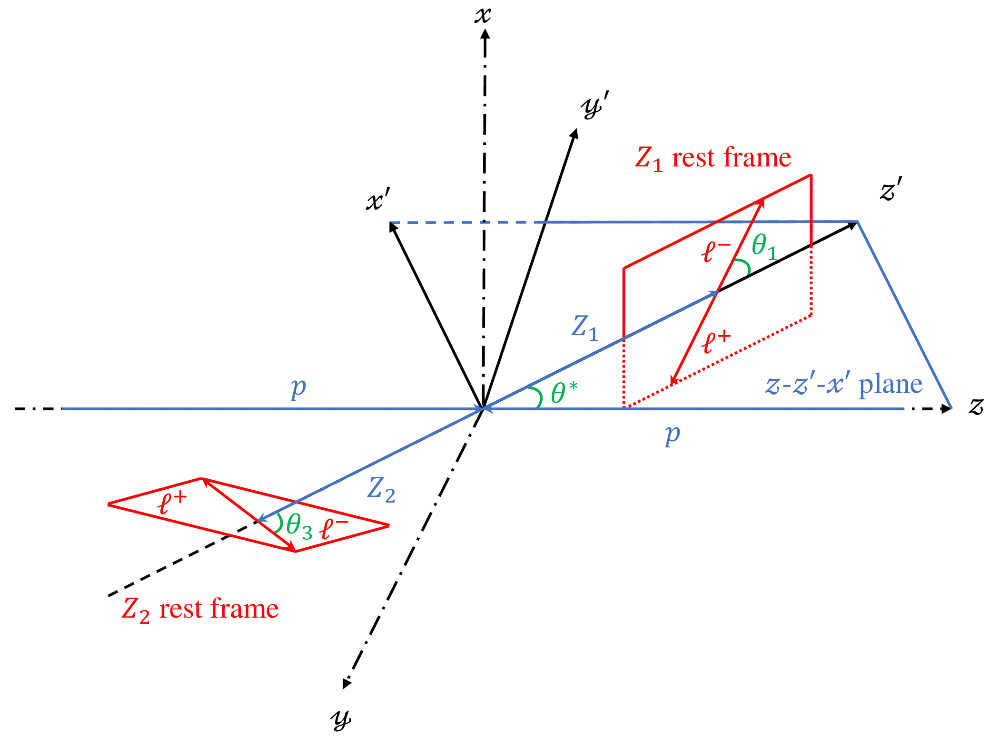 x
y′
Z₁ rest frame
z′
x′
ℓ⁻
θ₁
Z₁
ℓ⁺
p
θ*
z-z′-x′ plane
z
p
Z₂
ℓ⁺
θ₃
ℓ⁻
Z₂ rest frame
y